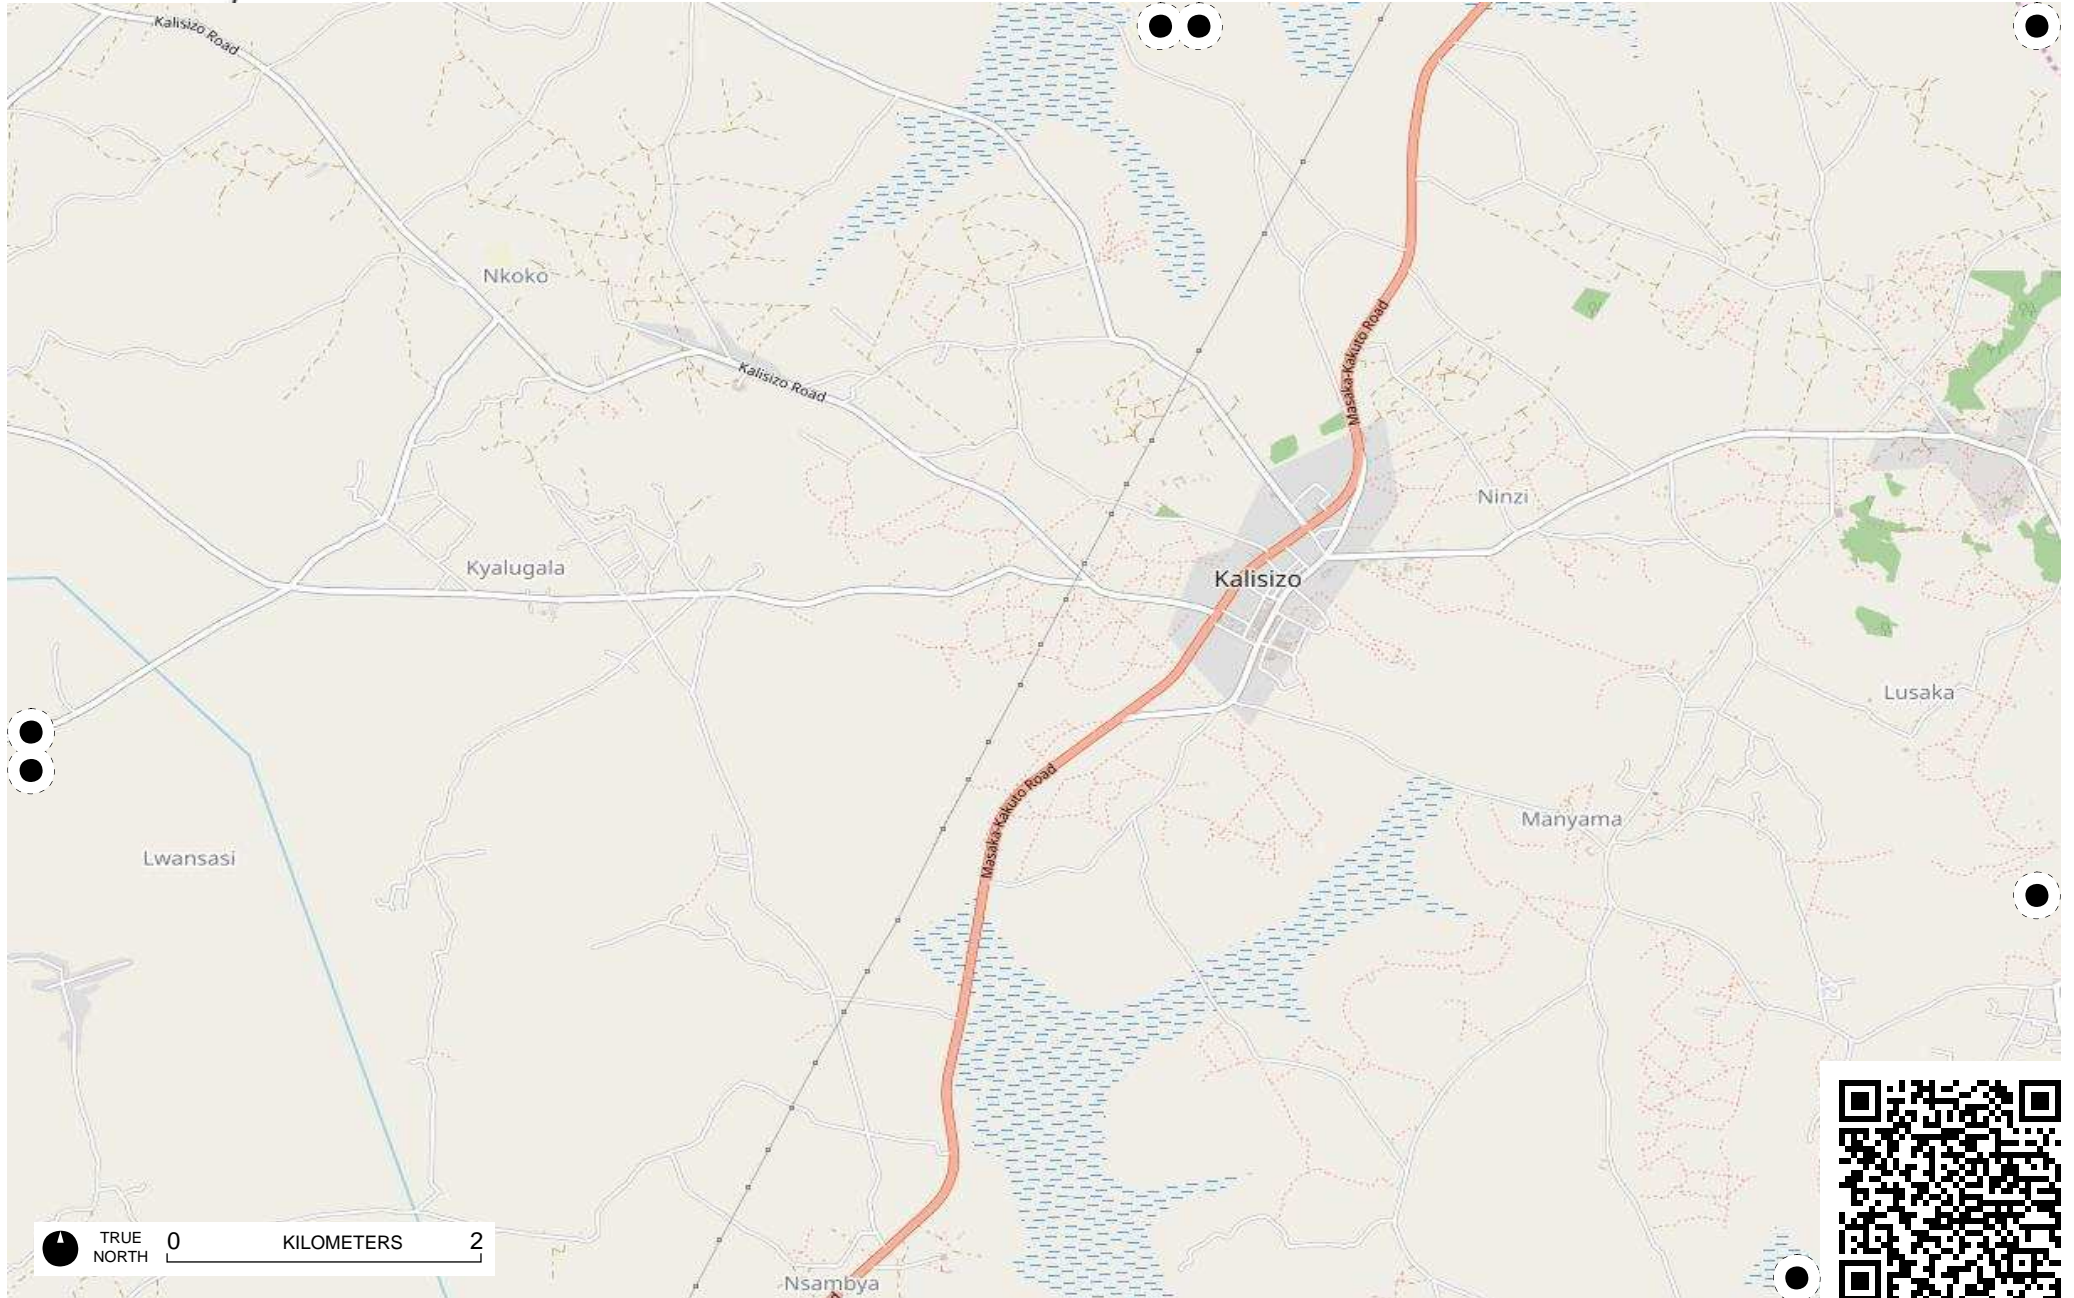 Kalisizo Road
Nkoko
Masaka-Kakuto Road
Kalisizo Road
Ninzi
Kyalugala
Kalisizo
Lusaka
Masaka-Kakuto Road
Manyama
Lwansasi
TRUE
NORTH
0 KILOMETERS 2
Nsambya